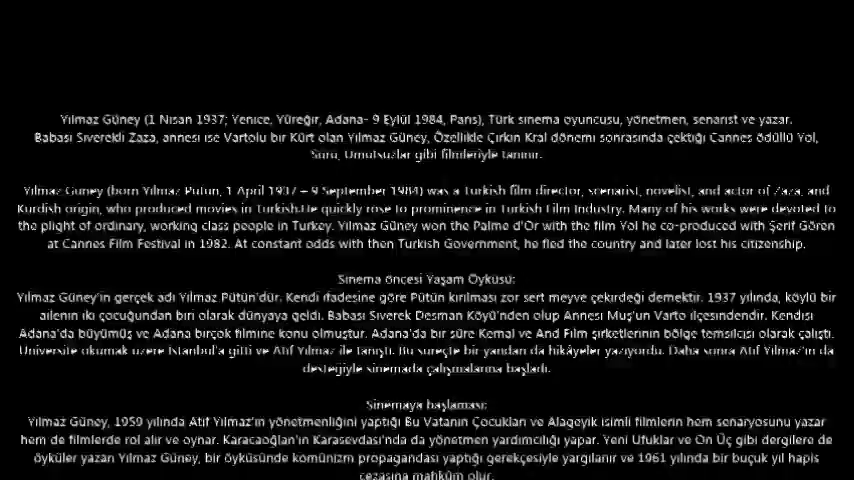 Yılmaz Güney (1 Nisan 1937; Yenice, Yüreğir, Adana- 9 Eylül 1984, Paris), Türk sinema oyuncusu, yönetmen, senarist ve yazar.
Babası Siverekli Zaza, annesi ise Vartolu bir Kürt olan Yılmaz Güney, Özellikle Çirkin Kral dönemi sonrasında çektiği Cannes ödüllü Yol,
Sürü, Umutsuzlar gibi filmleriyle tanınır.
Yılmaz Güney (born Yılmaz Pütün, 1 April 1937 – 9 September 1984) was a Turkish film director, scenarist, novelist, and actor of Zaza, and
Kurdish origin, who produced movies in Turkish.He quickly rose to prominence in Turkish Film Industry. Many of his works were devoted to
the plight of ordinary, working class people in Turkey. Yılmaz Güney won the Palme d'Or with the film Yol he co-produced with Şerif Gören
at Cannes Film Festival in 1982. At constant odds with then Turkish Government, he fled the country and later lost his citizenship.
Sinema öncesi Yaşam Öyküsü:
Yılmaz Güney'in gerçek adı Yılmaz Pütün'dür. Kendi ifadesine göre Pütün kırılması zor sert meyve çekirdeği demektir. 1937 yılında, köylü bir
ailenin iki çocuğundan biri olarak dünyaya geldi. Babası Siverek Desman Köyü'nden olup Annesi Muş'un Varto ilçesindendir. Kendisi
Adana'da büyümüş ve Adana birçok filmine konu olmuştur. Adana'da bir süre Kemal ve And Film şirketlerinin bölge temsilcisi olarak çalıştı.
Üniversite okumak üzere İstanbul'a gitti ve Atıf Yılmaz ile tanıştı. Bu süreçte bir yandan da hikâyeler yazıyordu. Daha sonra Atıf Yılmaz'ın da
desteğiyle sinemada çalışmalarına başladı.
Sinemaya başlaması:
Yılmaz Güney, 1959 yılında Atıf Yılmaz'ın yönetmenliğini yaptığı Bu Vatanın Çocukları ve Alageyik isimli filmlerin hem senaryosunu yazar
hem de filmlerde rol alır ve oynar. Karacaoğlan'ın Karasevdası'nda da yönetmen yardımcılığı yapar. Yeni Ufuklar ve On Üç gibi dergilere de
öyküler yazan Yılmaz Güney, bir öyküsünde komünizm propagandası yaptığı gerekçesiyle yargılanır ve 1961 yılında bir buçuk yıl hapis
cezasına mahkûm olur.